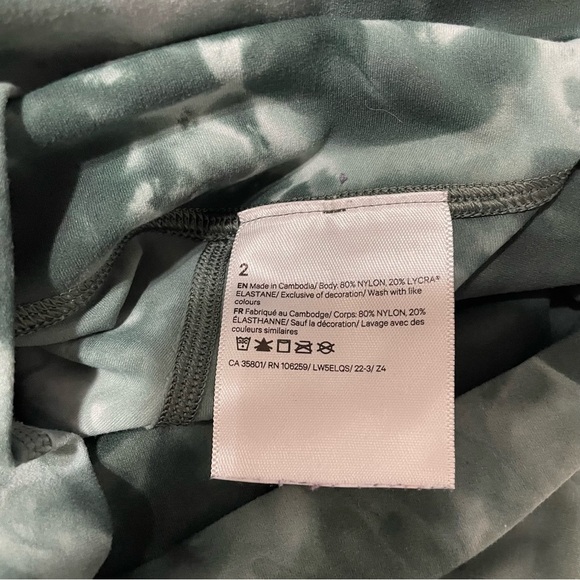 2
EN Made in Cambodia/ Body: 80% NYLON, 20% LYCRA®
ELASTANE/ Exclusive of decoration/ Wash with like
colours
FR Fabriqué au Cambodge/ Corps: 80% NYLON, 20%
ÉLASTHANNE/ Sauf la décoration/ Lavage avec des
couleurs similaires
CA 35801/ RN 106259/ LW5ELQS/ 22-3/ Z4